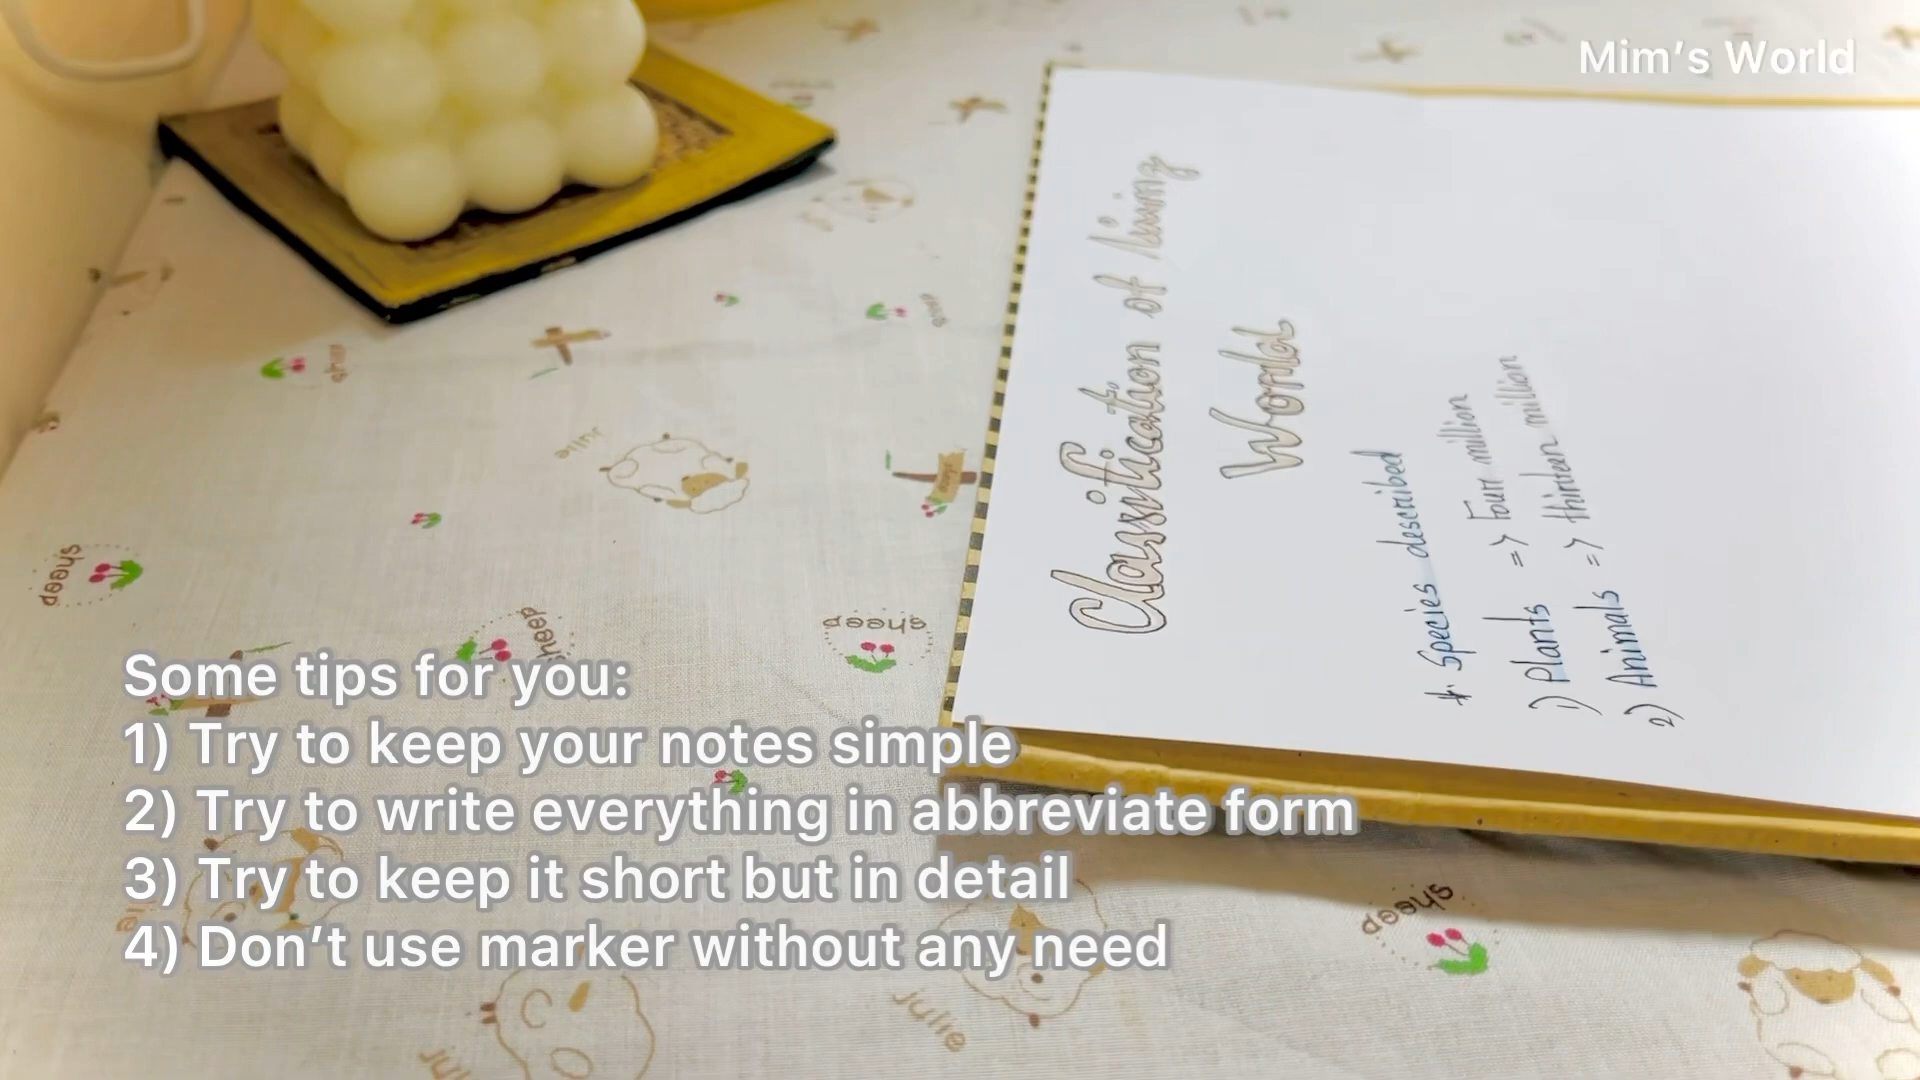 Mim's World
Classification of living
World
# Species described
1) Plants => Four million
2) Animals => thirteen million
Some tips for you:
1) Try to keep your notes simple
2) Try to write everything in abbreviate form
3) Try to keep it short but in detail
4) Don't use marker without any need
sheep
sheep
sheep
sheep
sheep
julie
julie